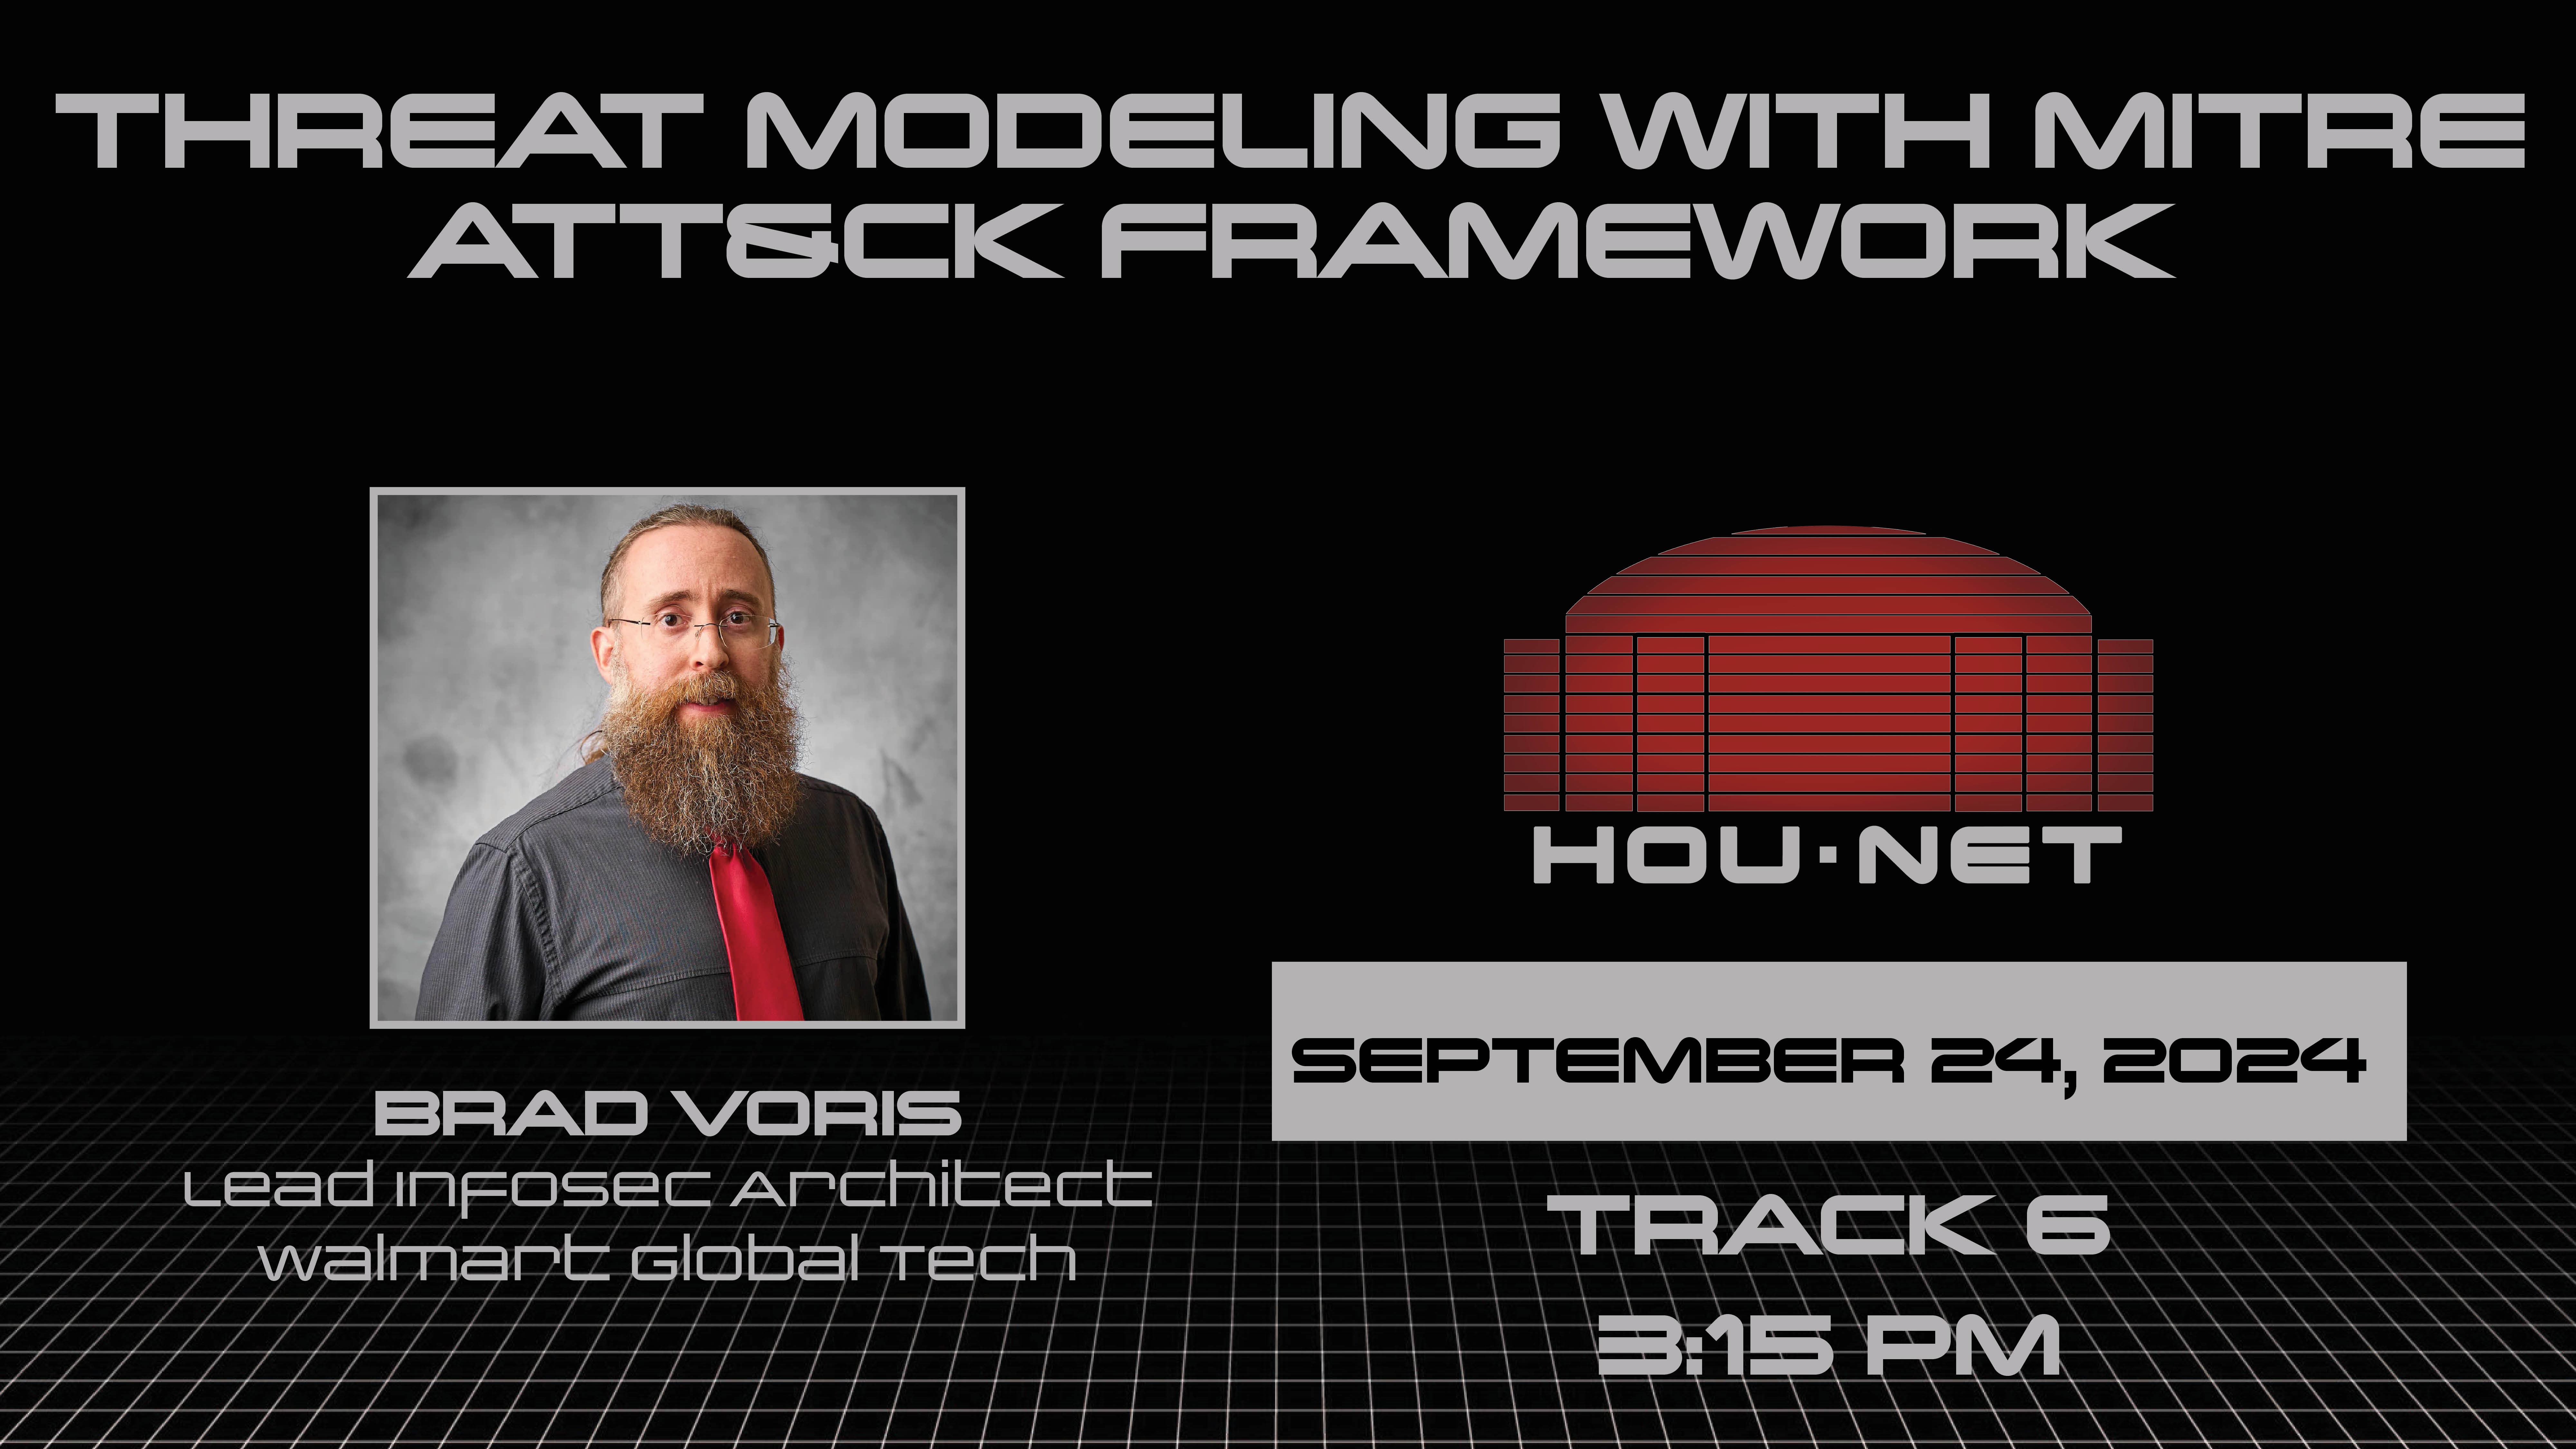 THREAT MODELING WITH MITRE
ATT&CK FRAMEWORK
HOU·NET
SEPTEMBER 24, 2024
BRAD VORIS
Lead Infosec Architect
Walmart Global Tech
TRACK 6
3:15 PM